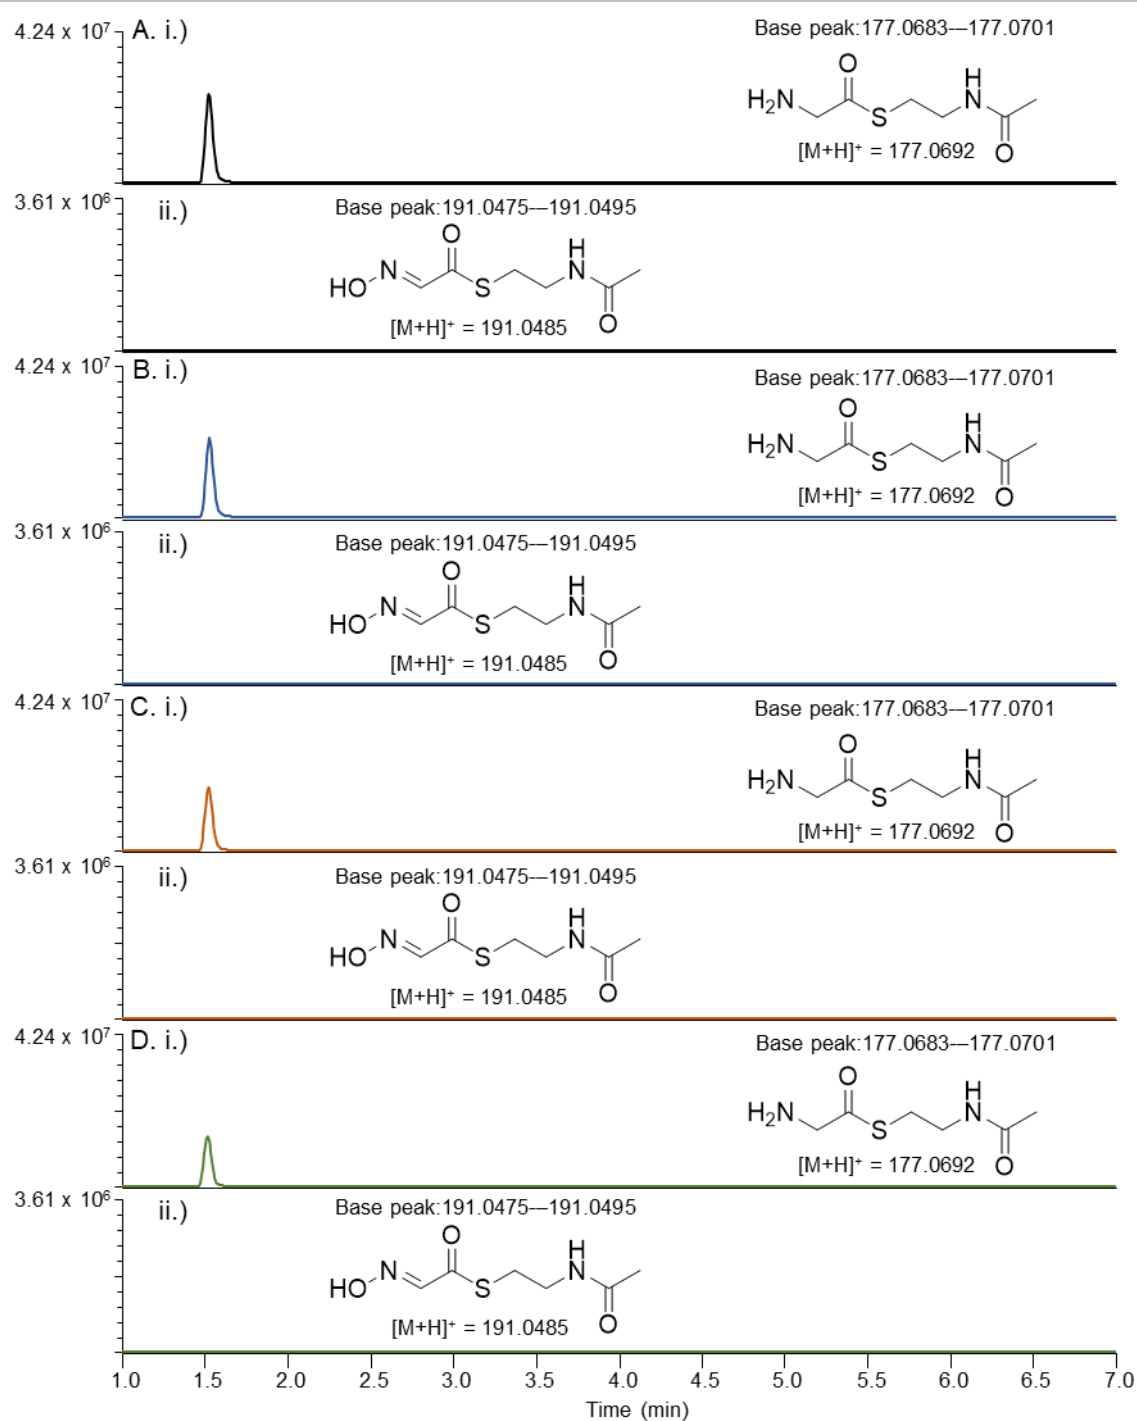 4.24 x 10⁷
A. i.)
Base peak:177.0683-–177.0701
O
H₂N
S
H
N
O
[M+H]⁺ = 177.0692
3.61 x 10⁶
ii.)
Base peak:191.0475-–191.0495
O
HO
N
S
H
N
O
[M+H]⁺ = 191.0485
4.24 x 10⁷
B. i.)
Base peak:177.0683-–177.0701
O
H₂N
S
H
N
O
[M+H]⁺ = 177.0692
3.61 x 10⁶
ii.)
Base peak:191.0475-–191.0495
O
HO
N
S
H
N
O
[M+H]⁺ = 191.0485
4.24 x 10⁷
C. i.)
Base peak:177.0683-–177.0701
O
H₂N
S
H
N
O
[M+H]⁺ = 177.0692
3.61 x 10⁶
ii.)
Base peak:191.0475-–191.0495
O
HO
N
S
H
N
O
[M+H]⁺ = 191.0485
4.24 x 10⁷
D. i.)
Base peak:177.0683-–177.0701
O
H₂N
S
H
N
O
[M+H]⁺ = 177.0692
3.61 x 10⁶
ii.)
Base peak:191.0475-–191.0495
O
HO
N
S
H
N
O
[M+H]⁺ = 191.0485
1.0 1.5 2.0 2.5 3.0 3.5 4.0 4.5 5.0 5.5 6.0 6.5 7.0
Time (min)